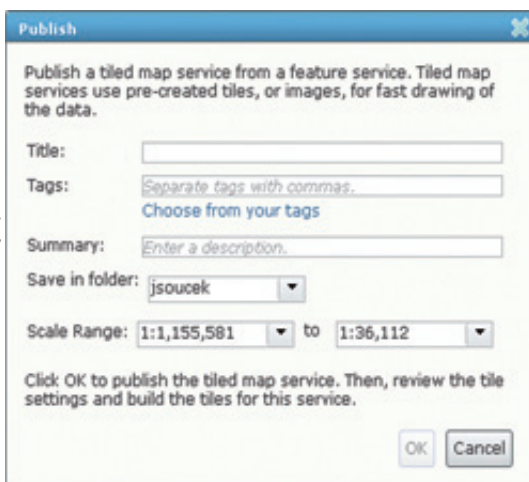 Publish
Publish a tiled map service from a feature service. Tiled map
services use pre-created tiles, or images, for fast drawing of
the data.
Title:
Tags: Separate tags with commas.
Choose from your tags
Summary: Enter a description.
Save in folder: jsoucek
Scale Range: 1:1,155,581 to 1:36,112
Click OK to publish the tiled map service. Then, review the tile
settings and build the tiles for this service.
OK Cancel